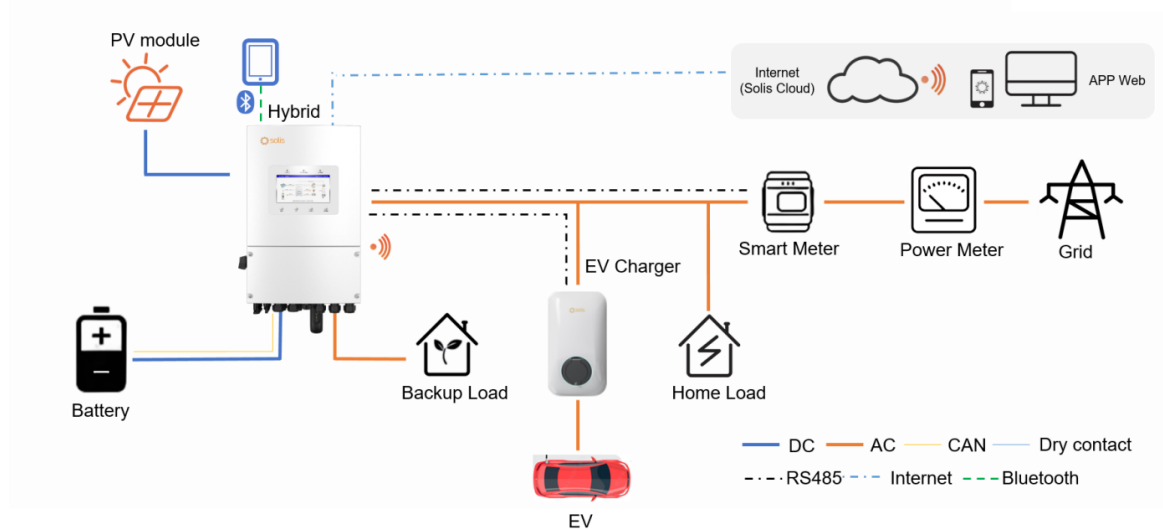 PV module
Hybrid
solis
Internet
(Solis Cloud)
APP Web
Smart Meter
Power Meter
Grid
EV Charger
Battery
Backup Load
Home Load
EV
DC
AC
CAN
Dry contact
RS485
Internet
Bluetooth